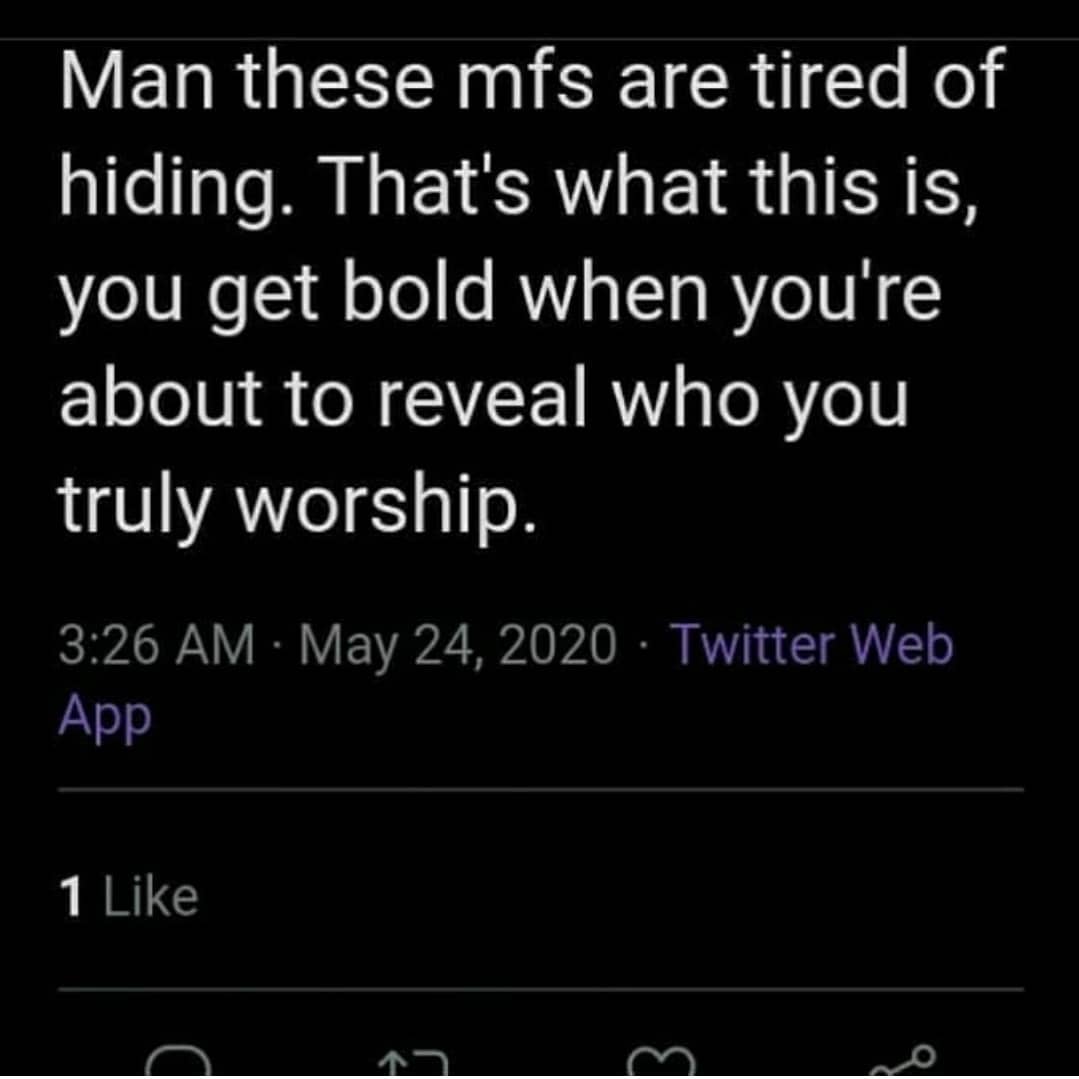 Man these mfs are tired of
hiding. That's what this is,
you get bold when you're
about to reveal who you
truly worship.
3:26 AM · May 24, 2020 · Twitter Web
App
1 Like